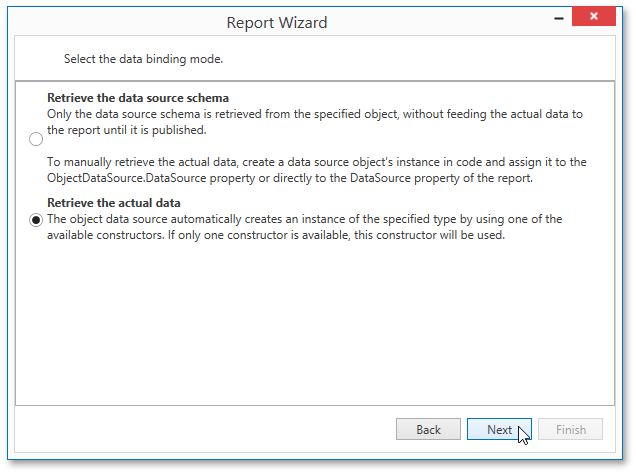 Report Wizard
Select the data binding mode.
Retrieve the data source schema
Only the data source schema is retrieved from the specified object, without feeding the actual data to
the report until it is published.
To manually retrieve the actual data, create a data source object's instance in code and assign it to the
ObjectDataSource.DataSource property or directly to the DataSource property of the report.
Retrieve the actual data
The object data source automatically creates an instance of the specified type by using one of the
available constructors. If only one constructor is available, this constructor will be used.
Back Next Finish